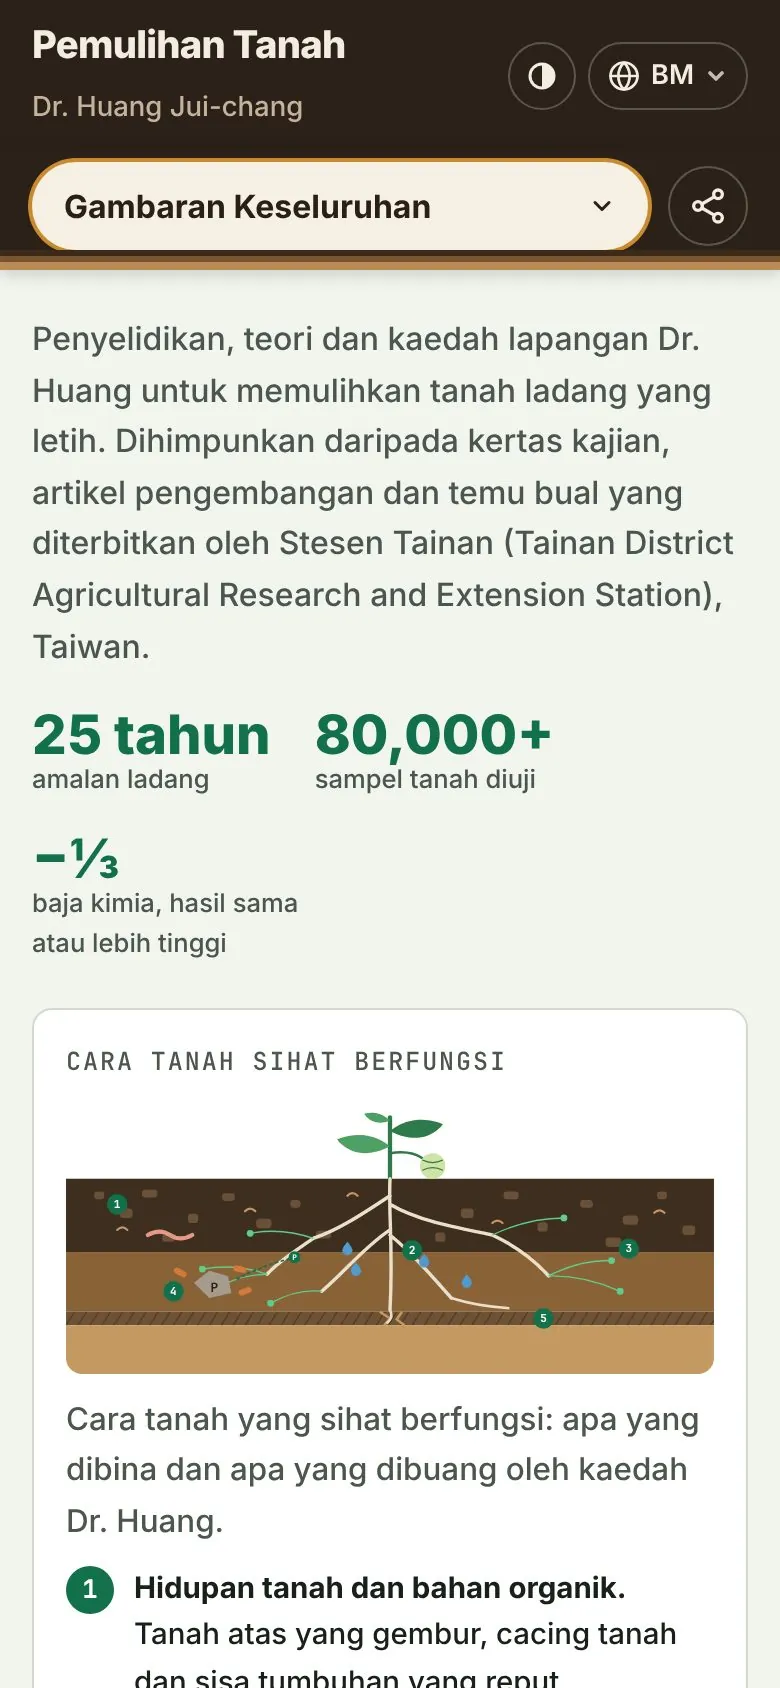 Pemulihan Tanah
Dr. Huang Jui-chang
BM
Gambaran Keseluruhan
Penyelidikan, teori dan kaedah lapangan Dr.
Huang untuk memulihkan tanah ladang yang
letih. Dihimpunkan daripada kertas kajian,
artikel pengembangan dan temu bual yang
diterbitkan oleh Stesen Tainan (Tainan District
Agricultural Research and Extension Station),
Taiwan.
25 tahun
amalan ladang
80,000+
sampel tanah diuji
−⅓
baja kimia, hasil sama
atau lebih tinggi
CARA TANAH SIHAT BERFUNGSI
1
2
3
P
4
P
5
Cara tanah yang sihat berfungsi: apa yang
dibina dan apa yang dibuang oleh kaedah
Dr. Huang.
1
Hidupan tanah dan bahan organik.
Tanah atas yang gembur, cacing tanah
dan sisa tumbuhan yang reput